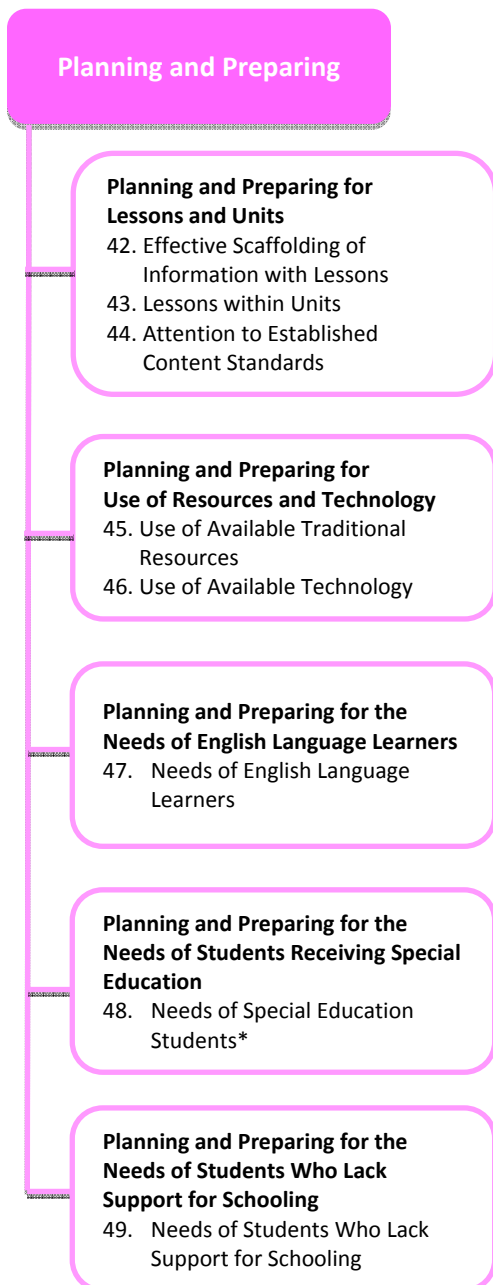 Planning and Preparing
Planning and Preparing for
Lessons and Units
42. Effective Scaffolding of
Information with Lessons
43. Lessons within Units
44. Attention to Established
Content Standards
Planning and Preparing for
Use of Resources and Technology
45. Use of Available Traditional
Resources
46. Use of Available Technology
Planning and Preparing for the
Needs of English Language Learners
47. Needs of English Language
Learners
Planning and Preparing for the
Needs of Students Receiving Special
Education
48. Needs of Special Education
Students*
Planning and Preparing for the
Needs of Students Who Lack
Support for Schooling
49. Needs of Students Who Lack
Support for Schooling